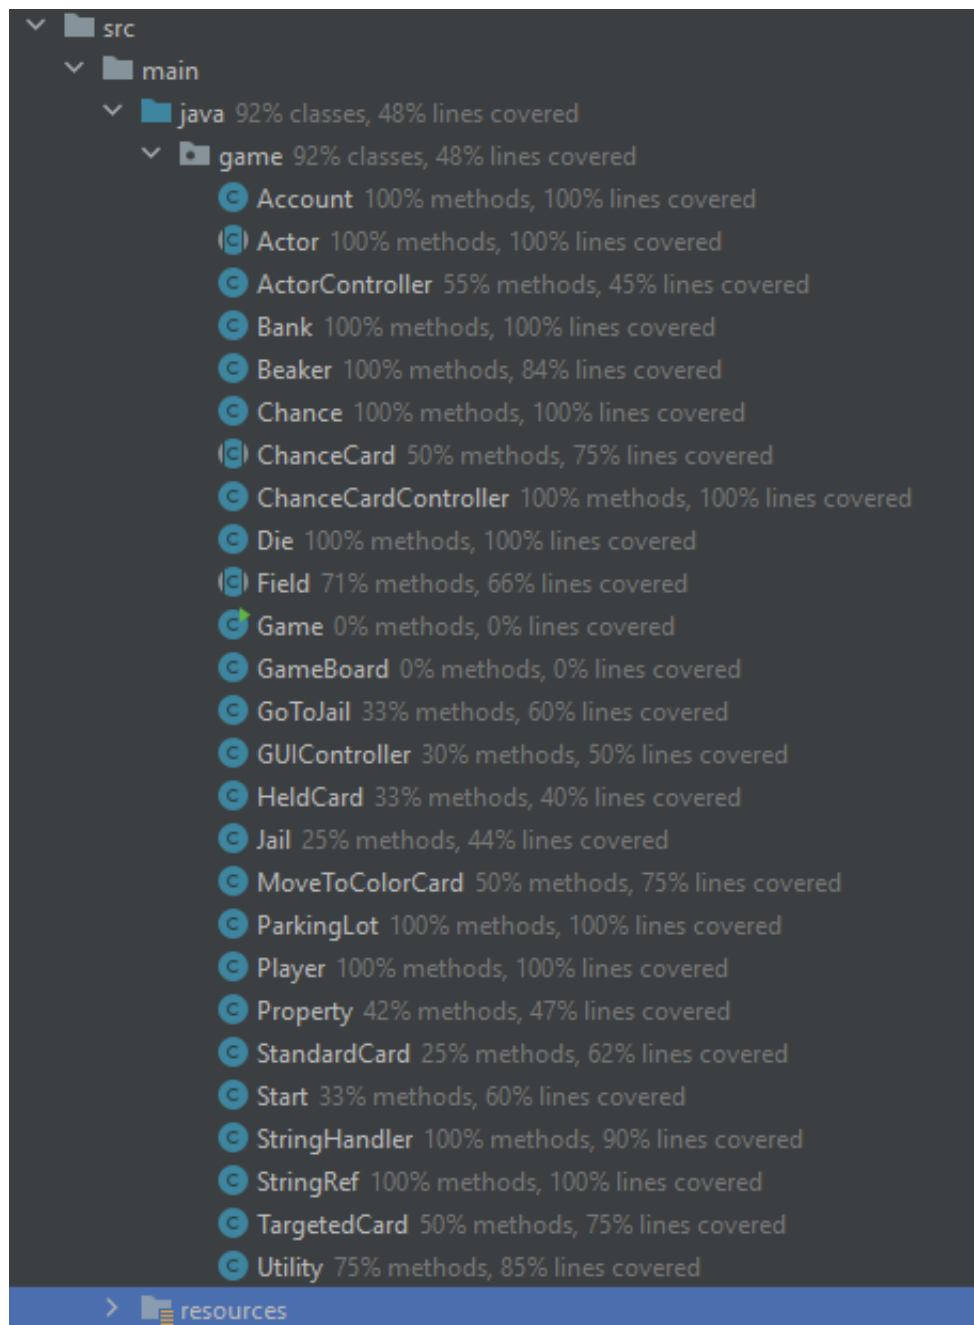 src
main
java 92% classes, 48% lines covered
game 92% classes, 48% lines covered
C Account 100% methods, 100% lines covered
C Actor 100% methods, 100% lines covered
C ActorController 55% methods, 45% lines covered
C Bank 100% methods, 100% lines covered
C Beaker 100% methods, 84% lines covered
C Chance 100% methods, 100% lines covered
C ChanceCard 50% methods, 75% lines covered
C ChanceCardController 100% methods, 100% lines covered
C Die 100% methods, 100% lines covered
C Field 71% methods, 66% lines covered
C Game 0% methods, 0% lines covered
C GameBoard 0% methods, 0% lines covered
C GoToJail 33% methods, 60% lines covered
C GUIController 30% methods, 50% lines covered
C HeldCard 33% methods, 40% lines covered
C Jail 25% methods, 44% lines covered
C MoveToColorCard 50% methods, 75% lines covered
C ParkingLot 100% methods, 100% lines covered
C Player 100% methods, 100% lines covered
C Property 42% methods, 47% lines covered
C StandardCard 25% methods, 62% lines covered
C Start 33% methods, 60% lines covered
C StringHandler 100% methods, 90% lines covered
C StringRef 100% methods, 100% lines covered
C TargetedCard 50% methods, 75% lines covered
C Utility 75% methods, 85% lines covered
resources